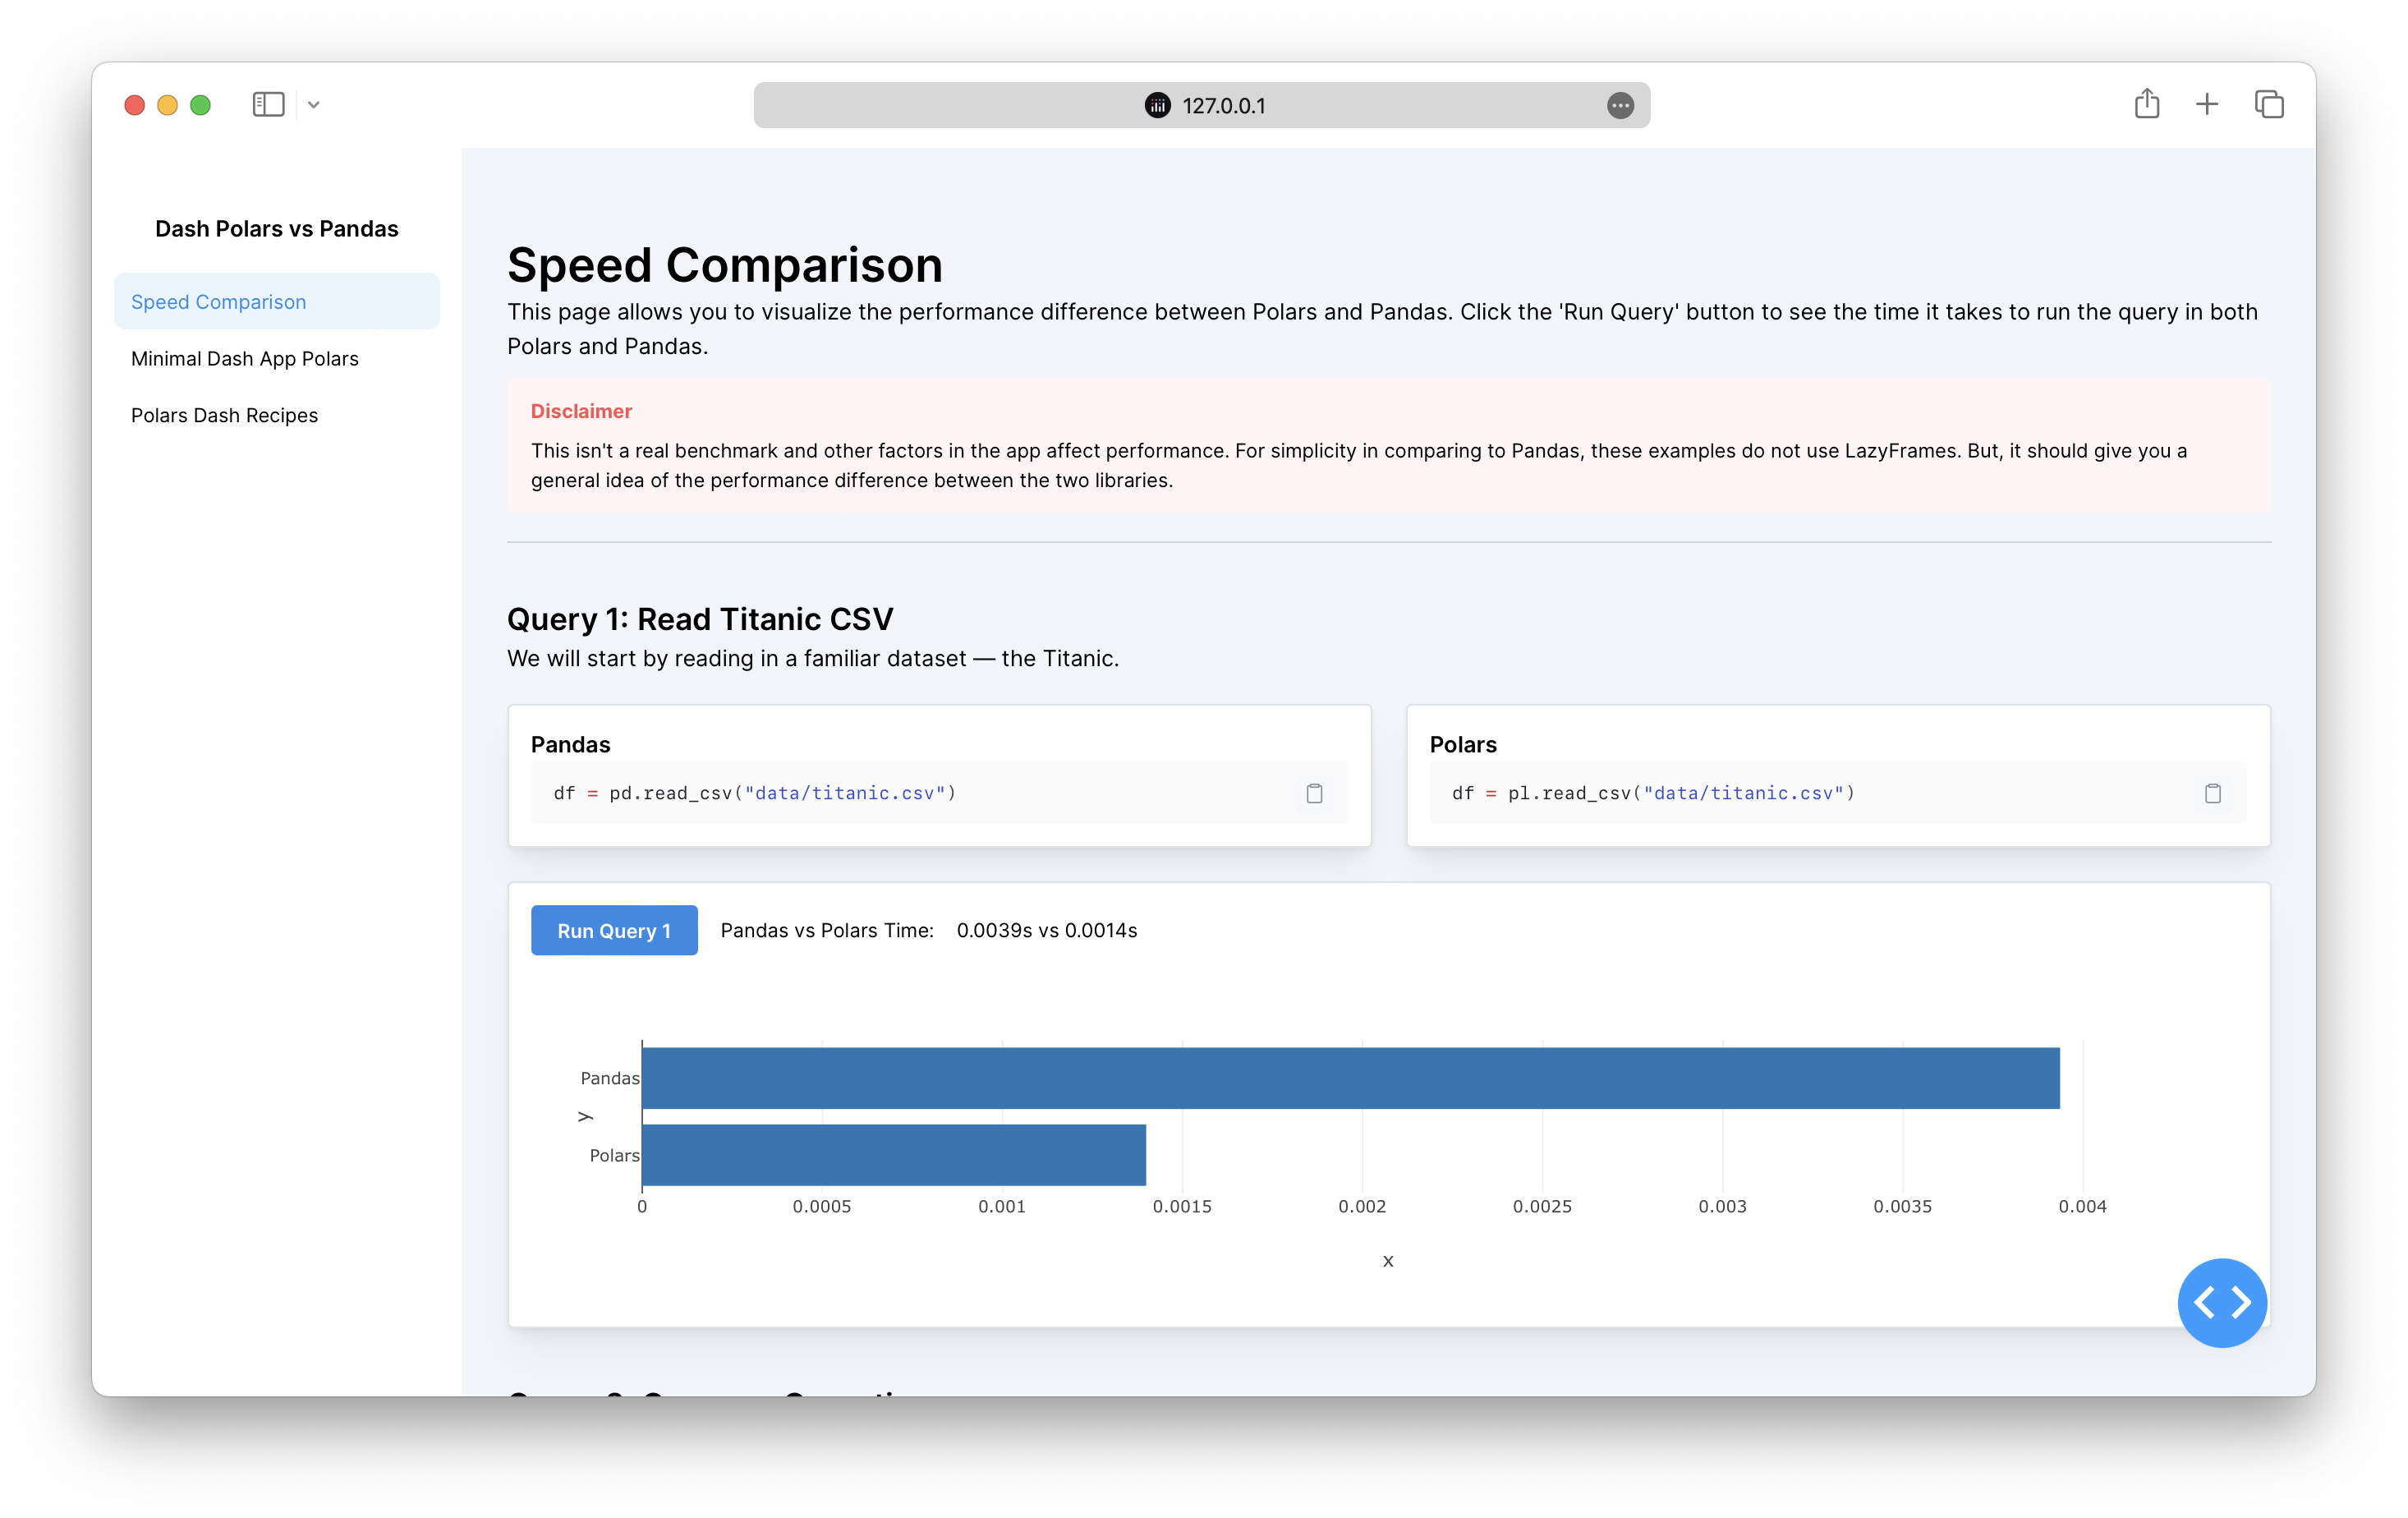 127.0.0.1
Dash Polars vs Pandas
Speed Comparison
Minimal Dash App Polars
Polars Dash Recipes
Speed Comparison
This page allows you to visualize the performance difference between Polars and Pandas. Click the 'Run Query' button to see the time it takes to run the query in both
Polars and Pandas.
Disclaimer
This isn't a real benchmark and other factors in the app affect performance. For simplicity in comparing to Pandas, these examples do not use LazyFrames. But, it should give you a
general idea of the performance difference between the two libraries.
Query 1: Read Titanic CSV
We will start by reading in a familiar dataset — the Titanic.
Pandas
df = pd.read_csv("data/titanic.csv")
Polars
df = pl.read_csv("data/titanic.csv")
Run Query 1
Pandas vs Polars Time: 0.0039s vs 0.0014s
Pandas
y
Polars
0 0.0005 0.001 0.0015 0.002 0.0025 0.003 0.0035 0.004
x